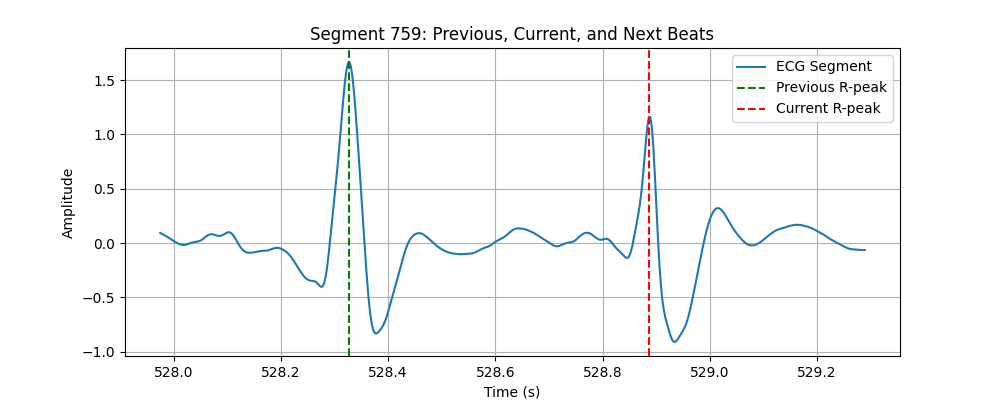 Segment 759: Previous, Current, and Next Beats
ECG Segment
Previous R-peak
Current R-peak
Amplitude
1.5
1.0
0.5
0.0
−0.5
−1.0
528.0 528.2 528.4 528.6 528.8 529.0 529.2
Time (s)